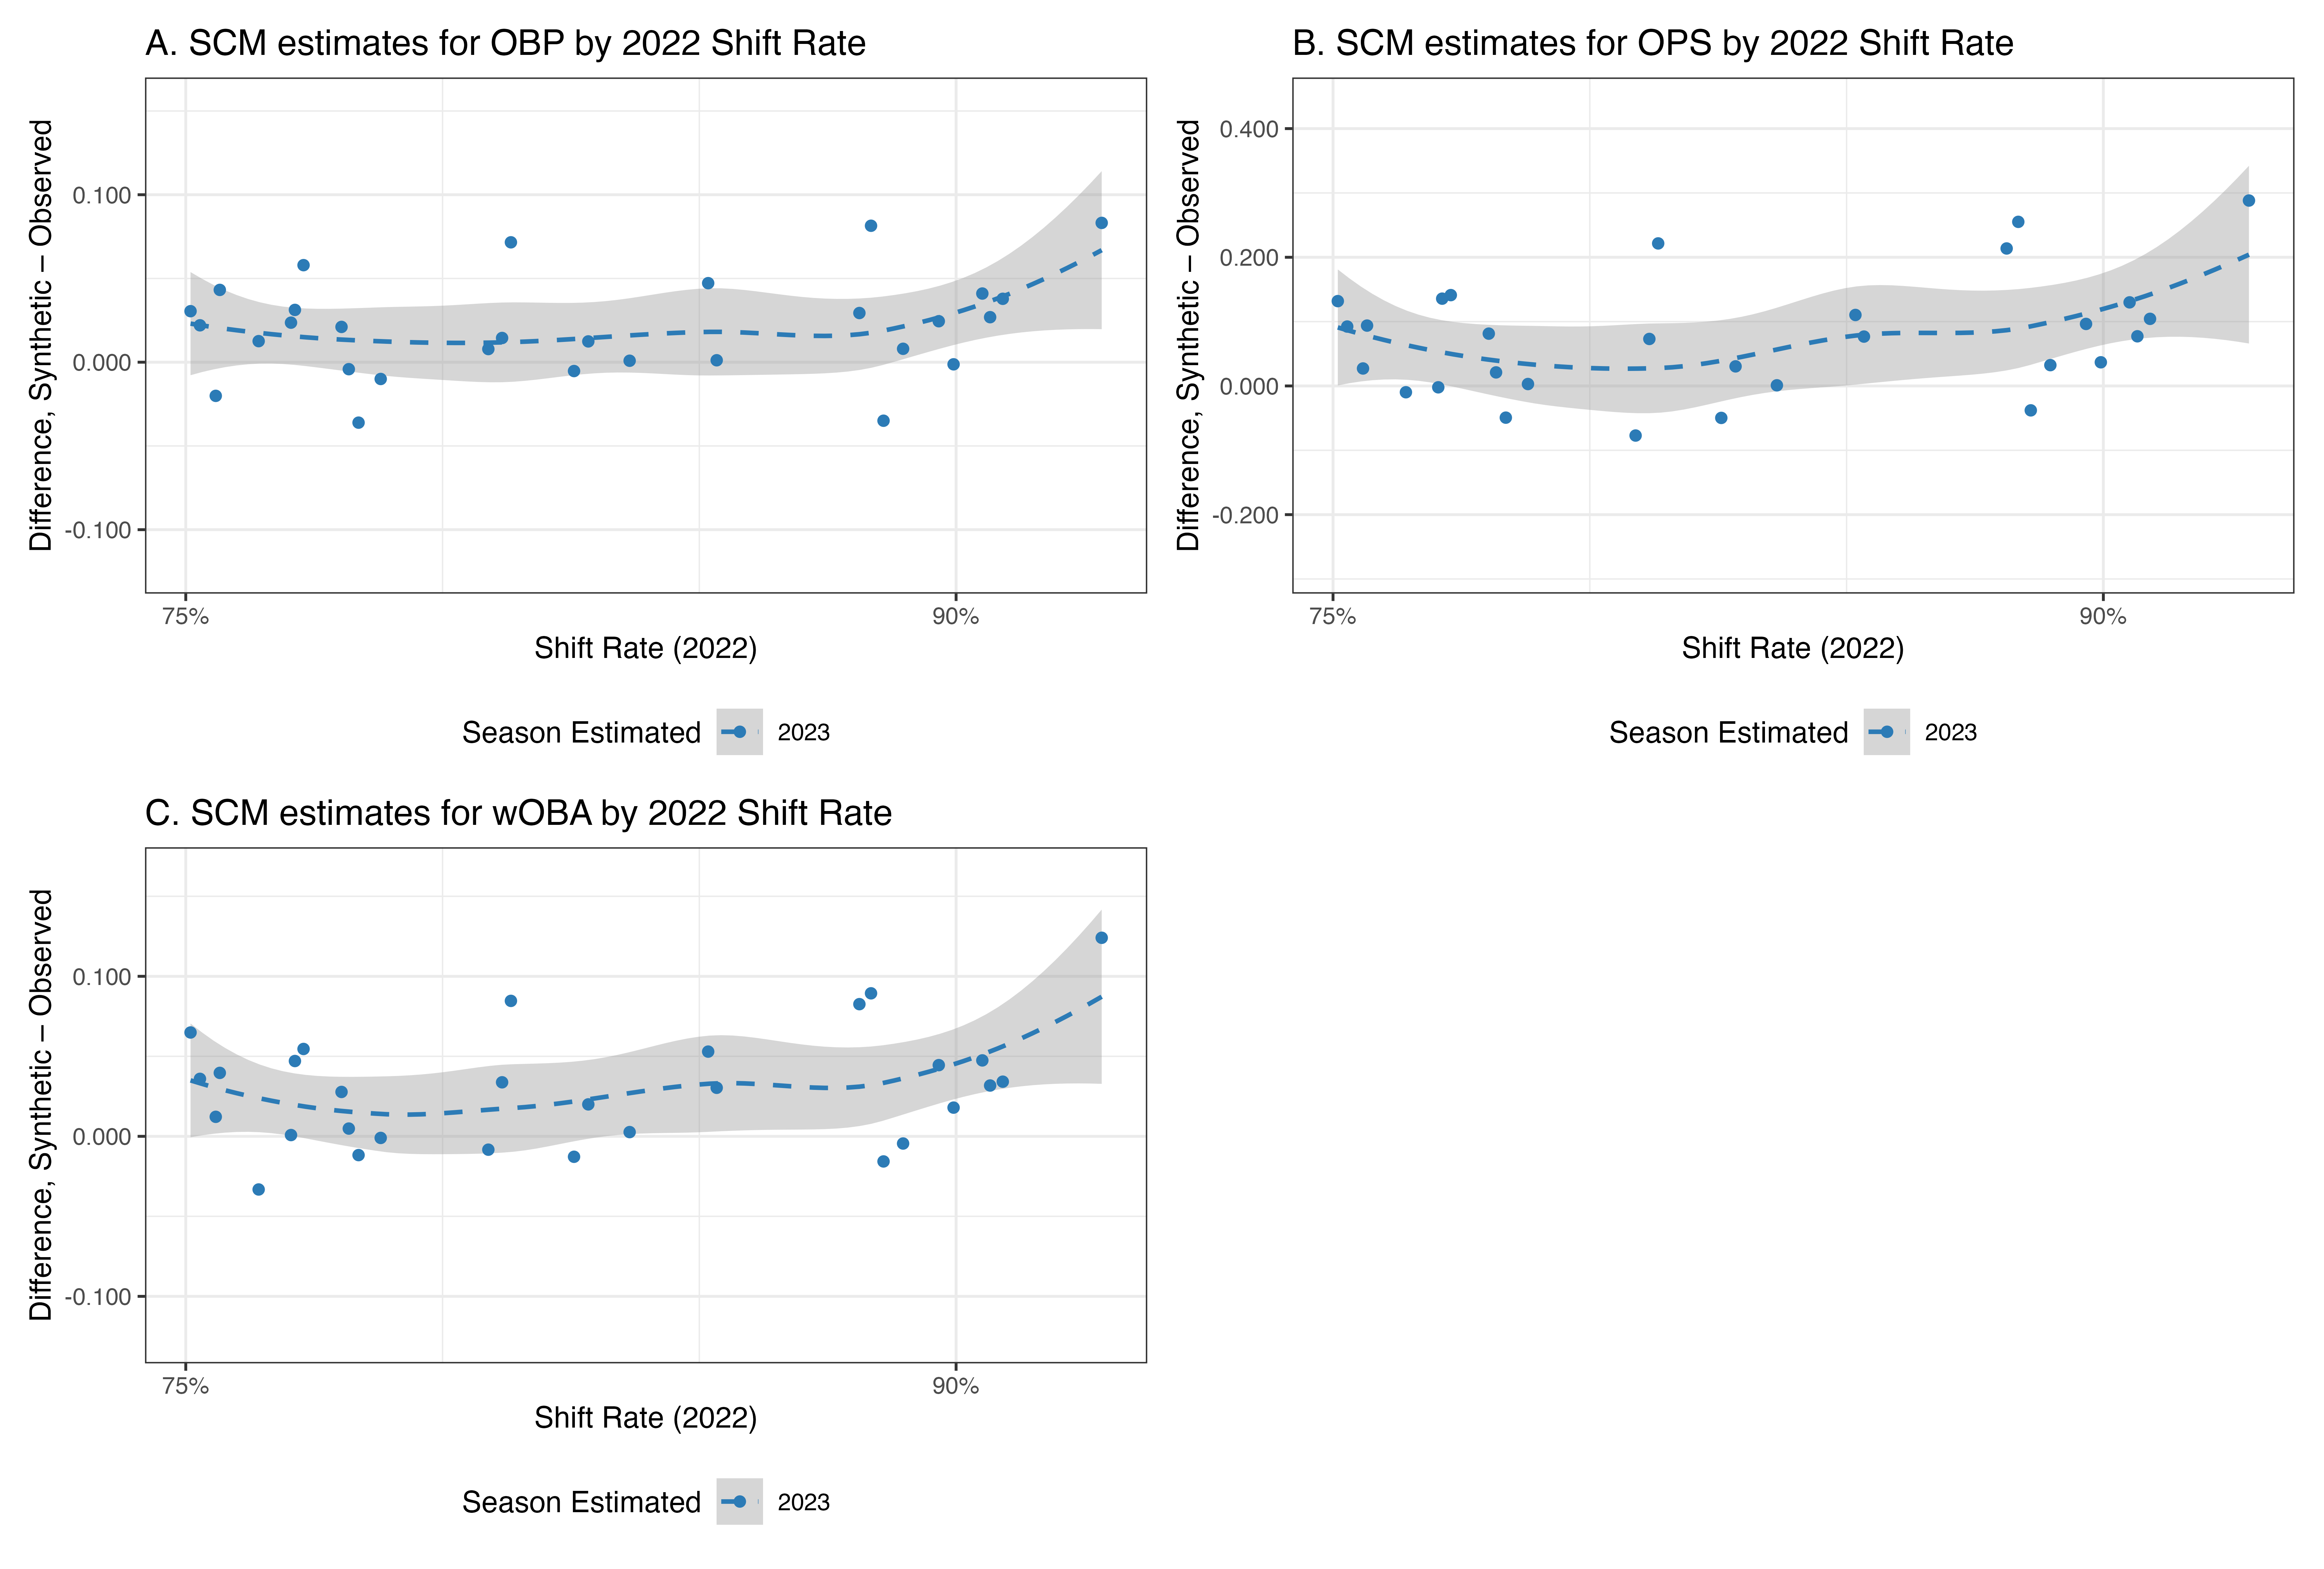 A. SCM estimates for OBP by 2022 Shift Rate
Difference, Synthetic – Observed
0.100
0.000
-0.100
75%
90%
Shift Rate (2022)
Season Estimated 2023
B. SCM estimates for OPS by 2022 Shift Rate
Difference, Synthetic – Observed
0.400
0.200
0.000
-0.200
75%
90%
Shift Rate (2022)
Season Estimated 2023
C. SCM estimates for wOBA by 2022 Shift Rate
Difference, Synthetic – Observed
0.100
0.000
-0.100
75%
90%
Shift Rate (2022)
Season Estimated 2023